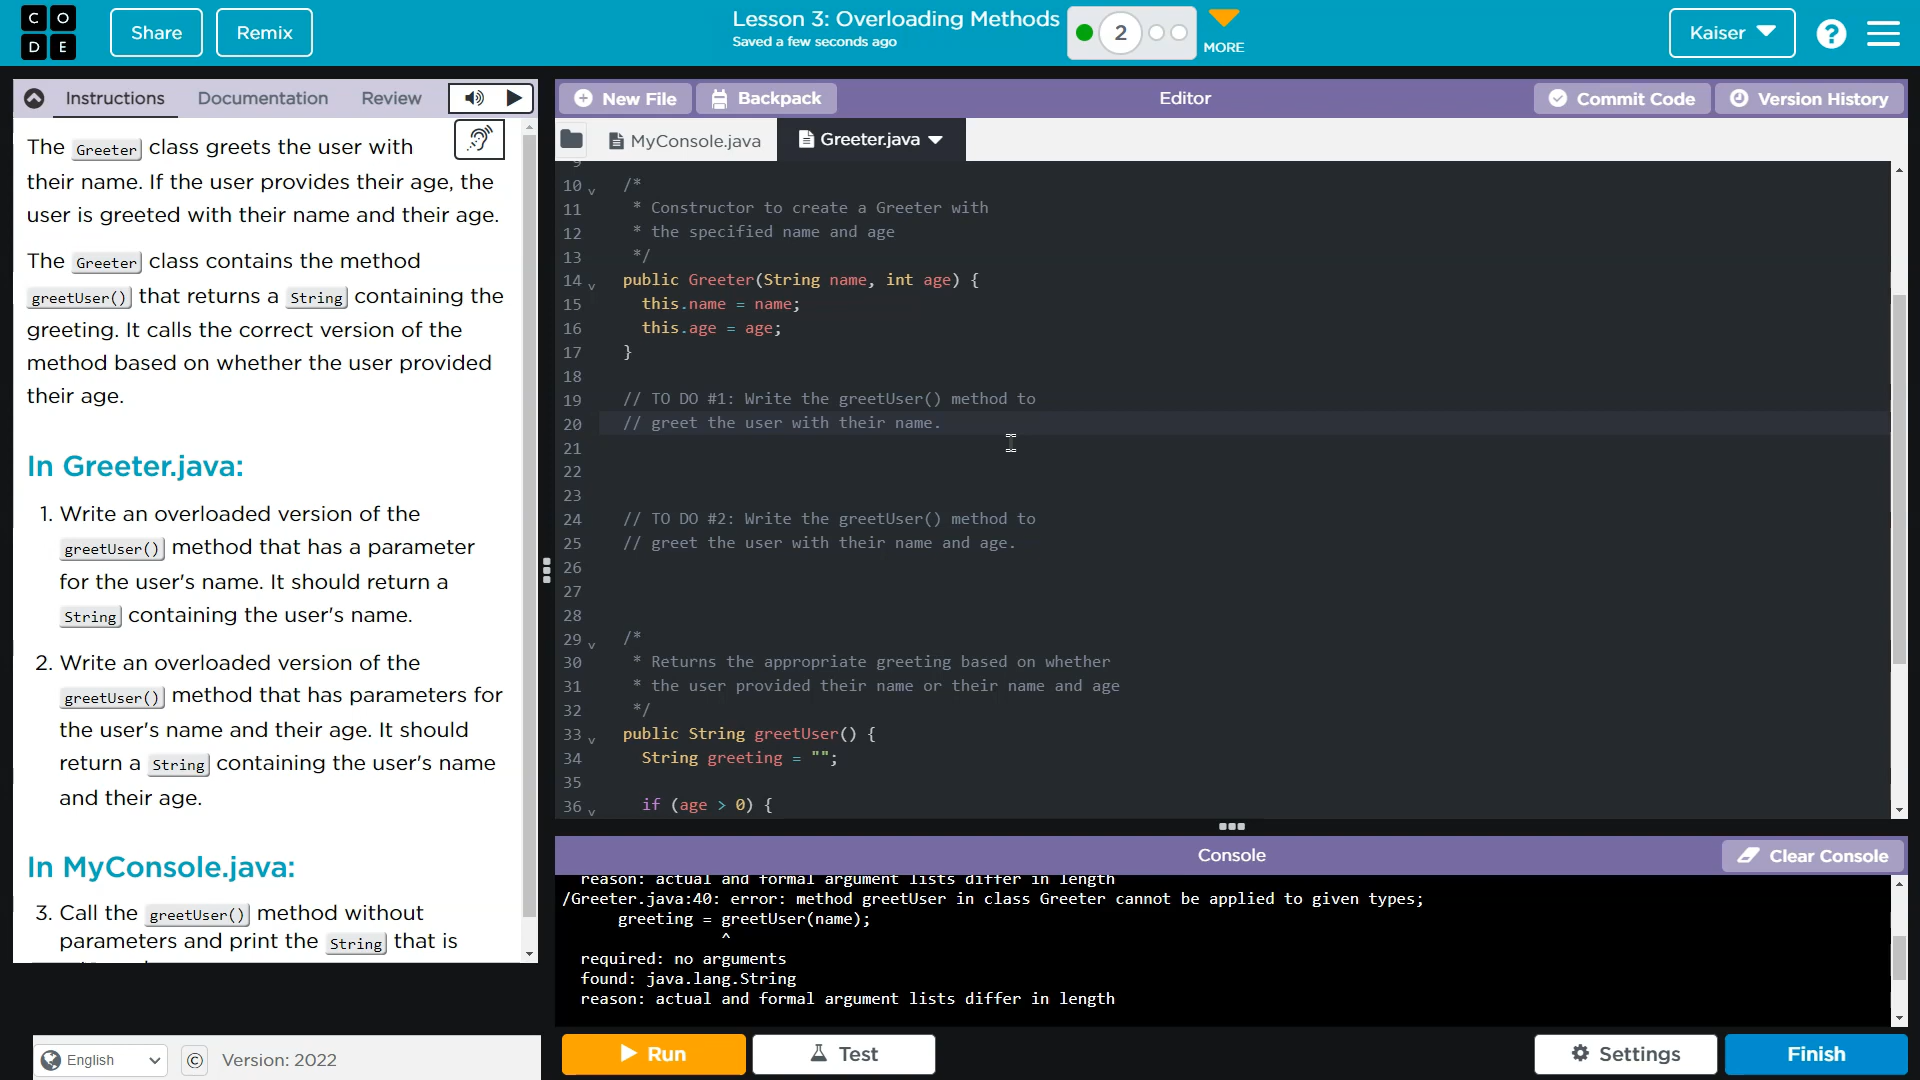 C O D E
Share
Remix
Lesson 3: Overloading Methods
Saved a few seconds ago
2
MORE
Kaiser
?
Instructions
Documentation
Review
The Greeter class greets the user with
their name. If the user provides their age, the
user is greeted with their name and their age.
The Greeter class contains the method
greetUser() that returns a String containing the
greeting. It calls the correct version of the
method based on whether the user provided
their age.
In Greeter.java:
1. Write an overloaded version of the
greetUser() method that has a parameter
for the user's name. It should return a
String containing the user's name.
2. Write an overloaded version of the
greetUser() method that has parameters for
the user's name and their age. It should
return a String containing the user's name
and their age.
In MyConsole.java:
3. Call the greetUser() method without
parameters and print the String that is
English
©
Version: 2022
New File
Backpack
Editor
Commit Code
Version History
MyConsole.java
Greeter.java
9
10 /*
11 * Constructor to create a Greeter with
12 * the specified name and age
13 */
14 public Greeter(String name, int age) {
15 this.name = name;
16 this.age = age;
17 }
18
19 // TO DO #1: Write the greetUser() method to
20 // greet the user with their name.
21
22
23
24 // TO DO #2: Write the greetUser() method to
25 // greet the user with their name and age.
26
27
28
29 /*
30 * Returns the appropriate greeting based on whether
31 * the user provided their name or their name and age
32 */
33 public String greetUser() {
34 String greeting = "";
35
36 if (age > 0) {
Console
Clear Console
reason: actual and formal argument lists differ in length
/Greeter.java:40: error: method greetUser in class Greeter cannot be applied to given types;
greeting = greetUser(name);
^
required: no arguments
found: java.lang.String
reason: actual and formal argument lists differ in length
Run
Test
Settings
Finish